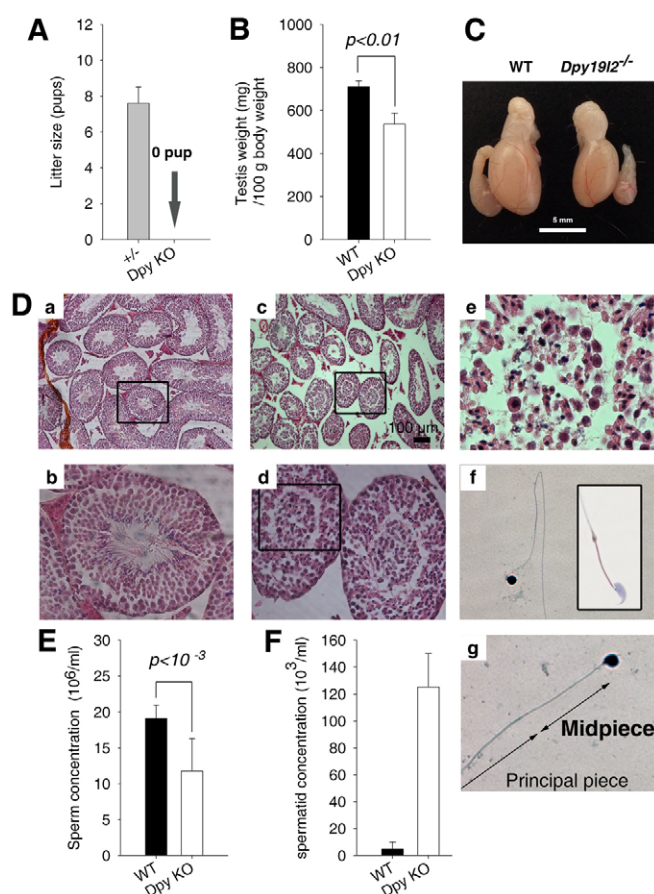 A
Litter size (pups)
12
10
8
6
4
2
0
0 pup
+/-
Dpy KO
B
Testis weight (mg)
/100 g body weight
1000
800
600
400
200
0
p<0.01
WT
Dpy KO
C
WT
Dpy19l2-/-
5 mm
D
a
c
100 µm
e
b
d
f
E
Sperm concentration (10⁶/ml)
30
25
20
15
10
5
0
p<10 -3
WT
Dpy KO
F
spermatid concentration (10³/ml)
160
140
120
100
80
60
40
20
0
WT
Dpy KO
g
Midpiece
Principal piece